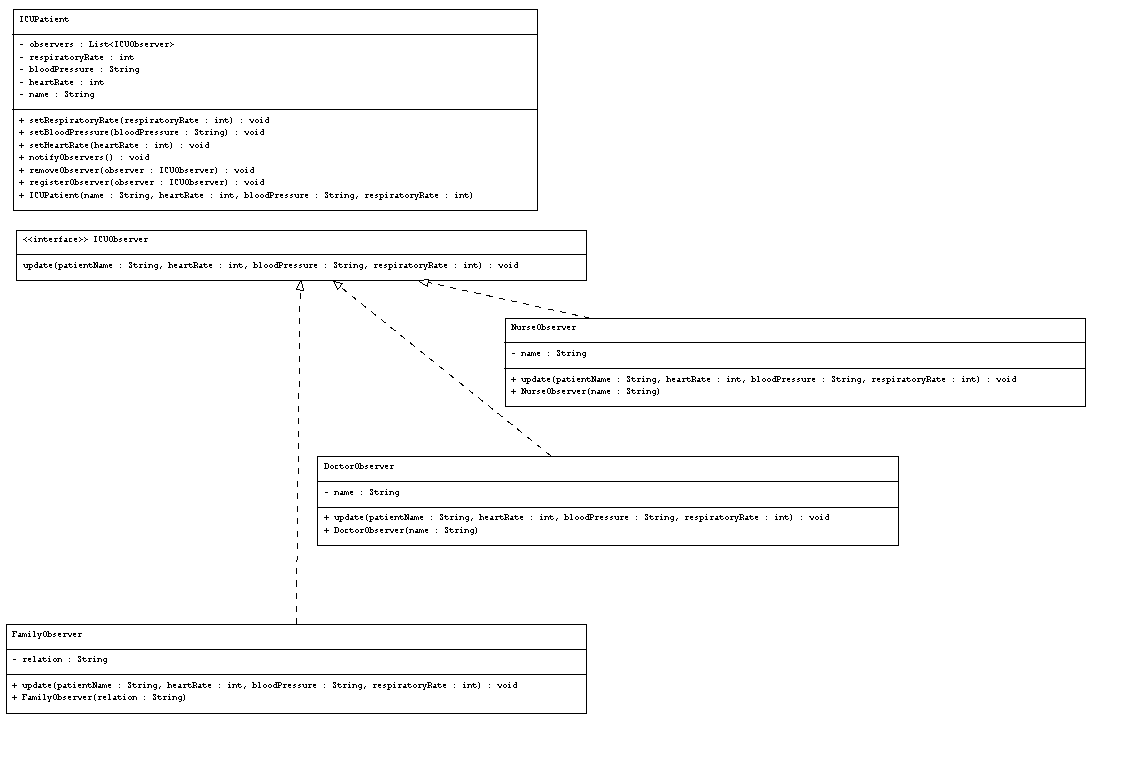 ICUPatient
- observers : List<ICUObserver>
- respiratoryRate : int
- bloodPressure : String
- heartRate : int
- name : String
+ setRespiratoryRate(respiratoryRate : int) : void
+ setBloodPressure(bloodPressure : String) : void
+ setHeartRate(heartRate : int) : void
+ notifyObservers() : void
+ removeObserver(observer : ICUObserver) : void
+ registerObserver(observer : ICUObserver) : void
+ ICUPatient(name : String, heartRate : int, bloodPressure : String, respiratoryRate : int)
<<interface>> ICUObserver
update(patientName : String, heartRate : int, bloodPressure : String, respiratoryRate : int) : void
NurseObserver
- name : String
+ update(patientName : String, heartRate : int, bloodPressure : String, respiratoryRate : int) : void
+ NurseObserver(name : String)
DoctorObserver
- name : String
+ update(patientName : String, heartRate : int, bloodPressure : String, respiratoryRate : int) : void
+ DoctorObserver(name : String)
FamilyObserver
- relation : String
+ update(patientName : String, heartRate : int, bloodPressure : String, respiratoryRate : int) : void
+ FamilyObserver(relation : String)